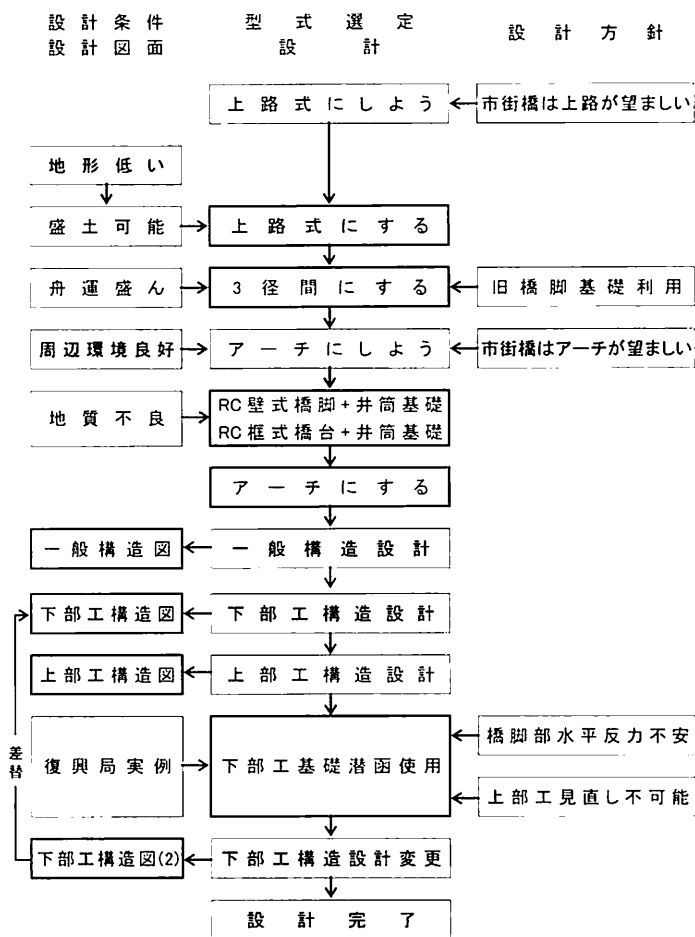 設計条件 型式選定 設計方針
設計図面 設計
上路式にしよう
市街橋は上路が望ましい
地形低い
盛土可能
上路式にする
舟運盛ん
3径間にする
旧橋脚基礎利用
周辺環境良好
アーチにしよう
市街橋はアーチが望ましい
地質不良
RC壁式橋脚+井筒基礎
RC框式橋台+井筒基礎
アーチにする
一般構造図
一般構造設計
下部工構造図
下部工構造設計
上部工構造図
上部工構造設計
差替
復興局実例
下部工基礎潜函使用
橋脚部水平反力不安
上部工見直し不可能
下部工構造図(2)
下部工構造設計変更
設計完了